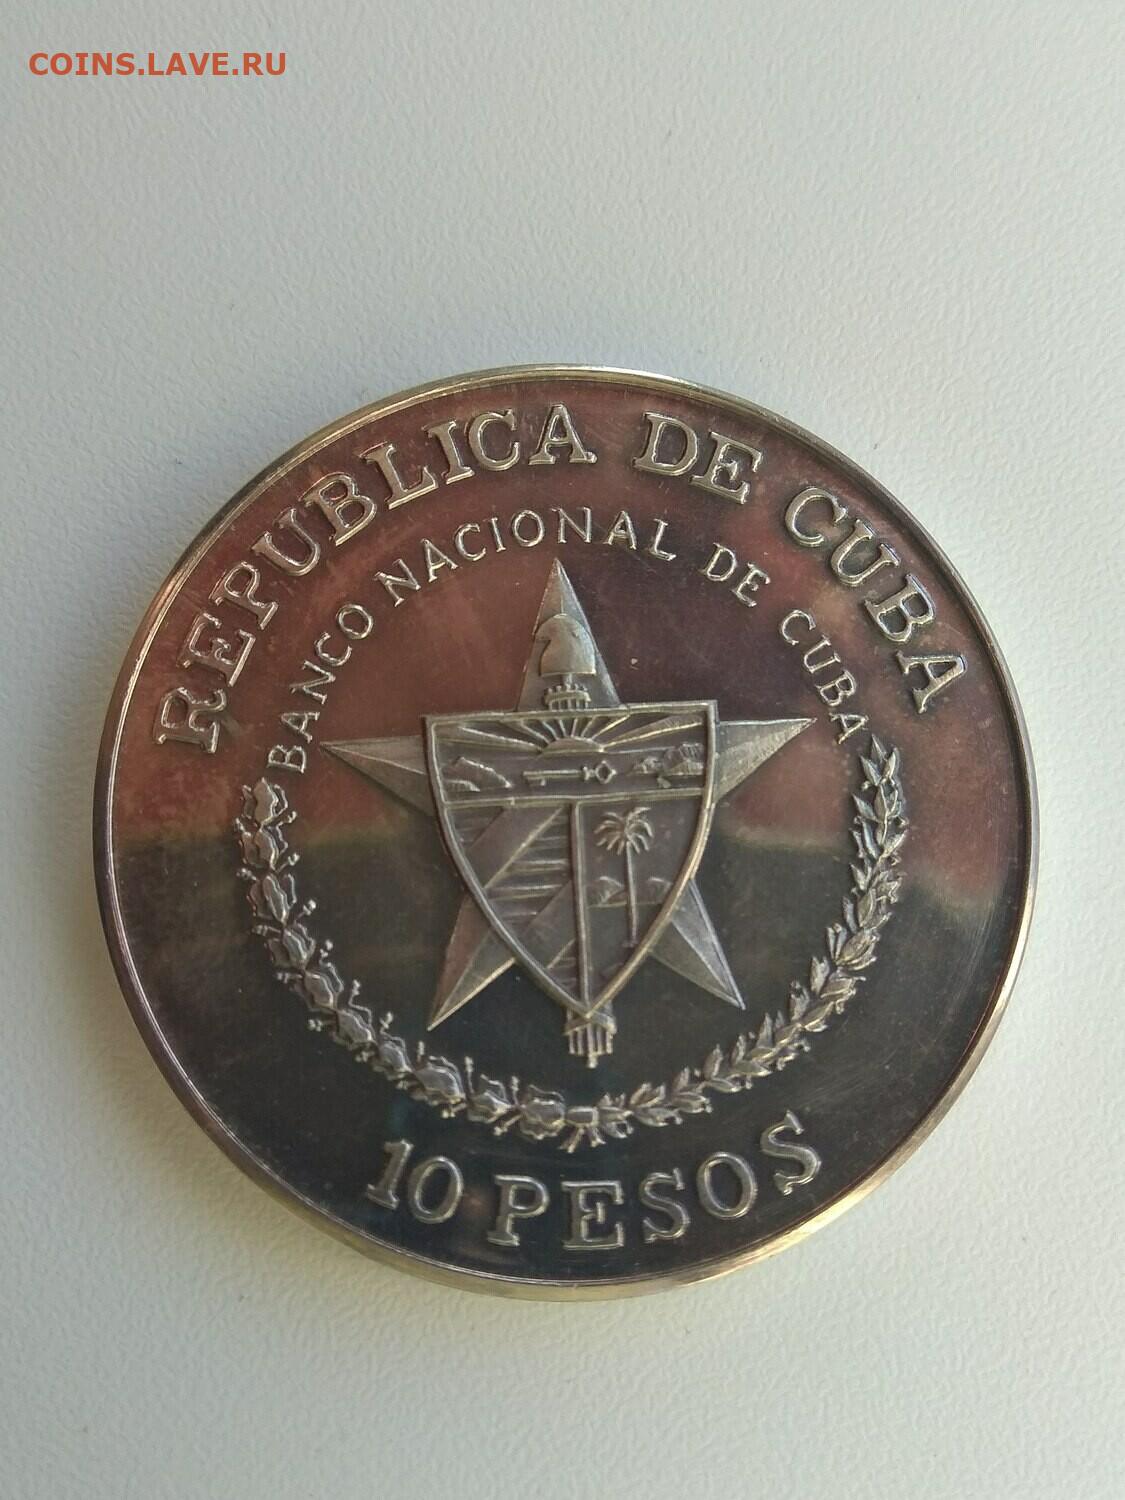 COINS.LAVE.RU
REPUBLICA DE CUBA
BANCO NACIONAL DE CUBA
10 PESOS